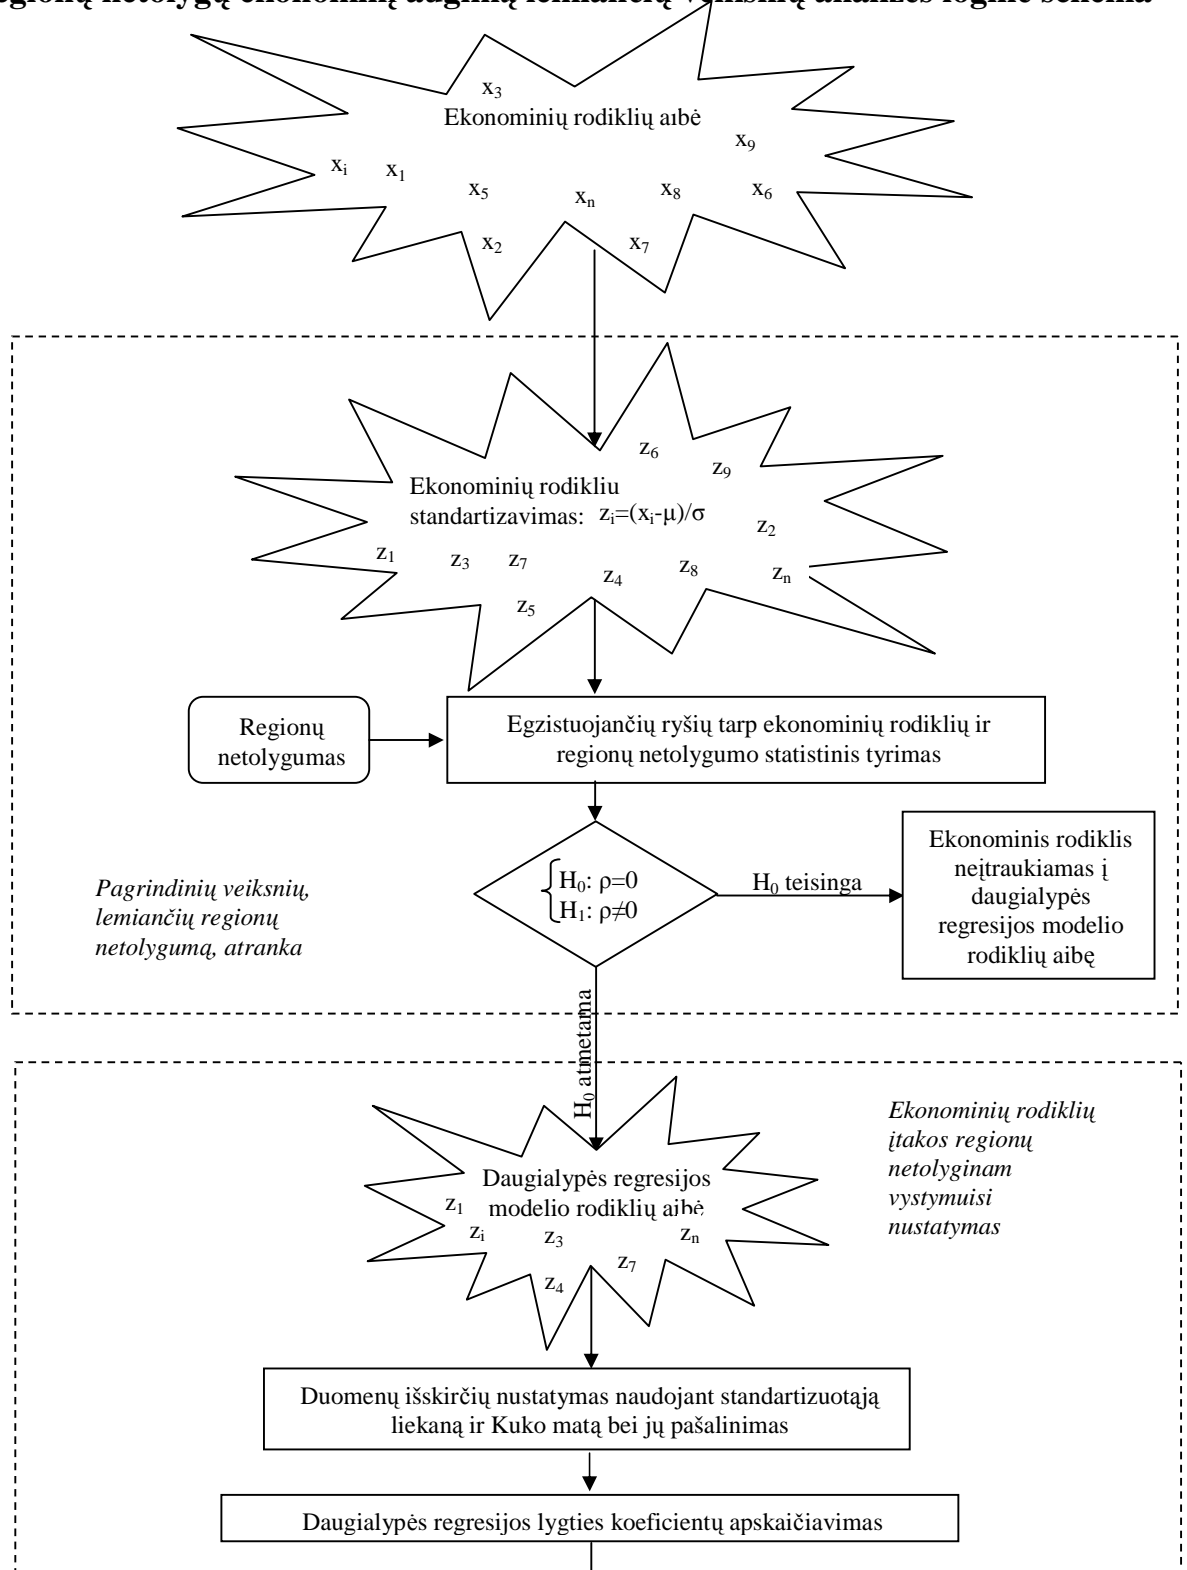 regionų netolygų ekonominį augimą lemiančių veiksnių analizės loginė schema
x3
Ekonominių rodiklių aibė
x9
xi
x1
x5
xn
x8
x6
x2
x7
z6
z9
Ekonominių rodikliu
standartizavimas: zi=(xi-μ)/σ
z2
z1
z3
z7
z4
z8
zn
z5
Regionų
netolygumas
Egzistuojančių ryšių tarp ekonominių rodiklių ir
regionų netolygumo statistinis tyrimas
H0: ρ=0
H1: ρ≠0
H0 teisinga
Ekonominis rodiklis
neįtraukiamas į
daugialypės
regresijos modelio
rodiklių aibę
Pagrindinių veiksnių,
lemiančių regionų
netolygumą, atranka
H0 atmetama
Ekonominių rodiklių
įtakos regionų
netolyginam
vystymuisi
nustatymas
Daugialypės regresijos
modelio rodiklių aibė
z1
zi
z3
zn
z4
z7
Duomenų išskirčių nustatymas naudojant standartizuotąją
liekaną ir Kuko matą bei jų pašalinimas
Daugialypės regresijos lygties koeficientų apskaičiavimas